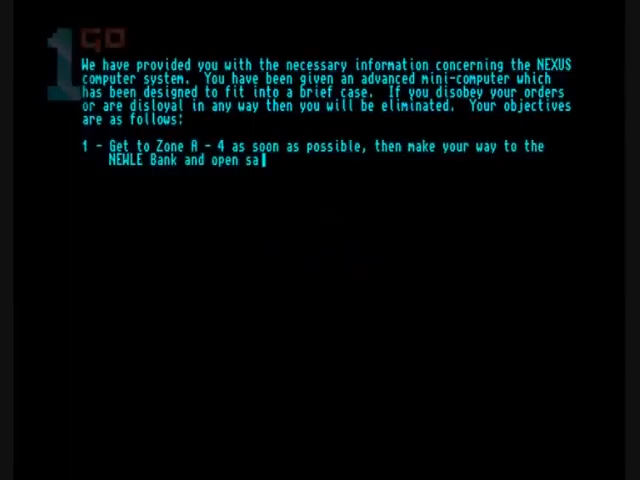 1 GO
We have provided you with the necessary information concerning the NEXUS
computer system. You have been given an advanced mini-computer which
has been designed to fit into a brief case. If you disobey your orders
or are disloyal in any way then you will be eliminated. Your objectives
are as follows:
1 - Get to Zone A - 4 as soon as possible, then make your way to the
NEWLE Bank and open sa